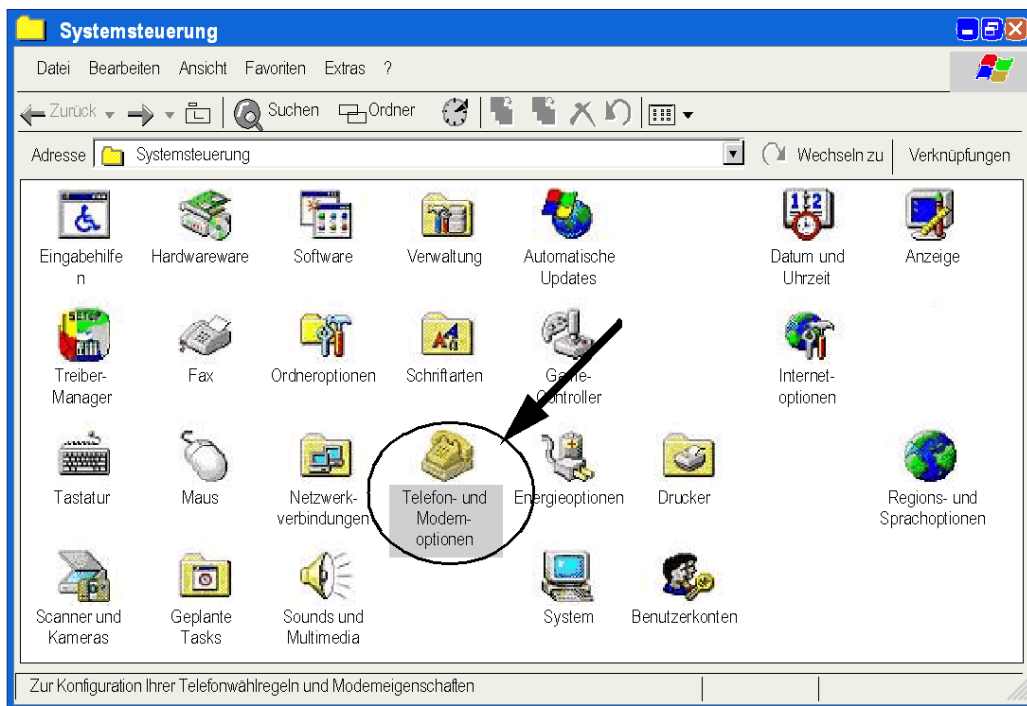 Systemsteuerung
Datei Bearbeiten Ansicht Favoriten Extras ?
Zurück Suchen Ordner
Adresse Systemsteuerung Wechseln zu Verknüpfungen
Eingabehilfe
n
Hardwareware
Software
Verwaltung
Automatische
Updates
Datum und
Uhrzeit
Anzeige
Treiber-
Manager
Fax
Ordneroptionen
Schriftarten
Game-
Controller
Internet-
optionen
Tastatur
Maus
Netzwerk-
verbindungen
Telefon- und
Modem-
optionen
Energieoptionen
Drucker
Regions- und
Sprachoptionen
Scanner und
Kameras
Geplante
Tasks
Sounds und
Multimedia
System
Benutzerkonten
Zur Konfiguration Ihrer Telefonwählregeln und Modemeigenschaften